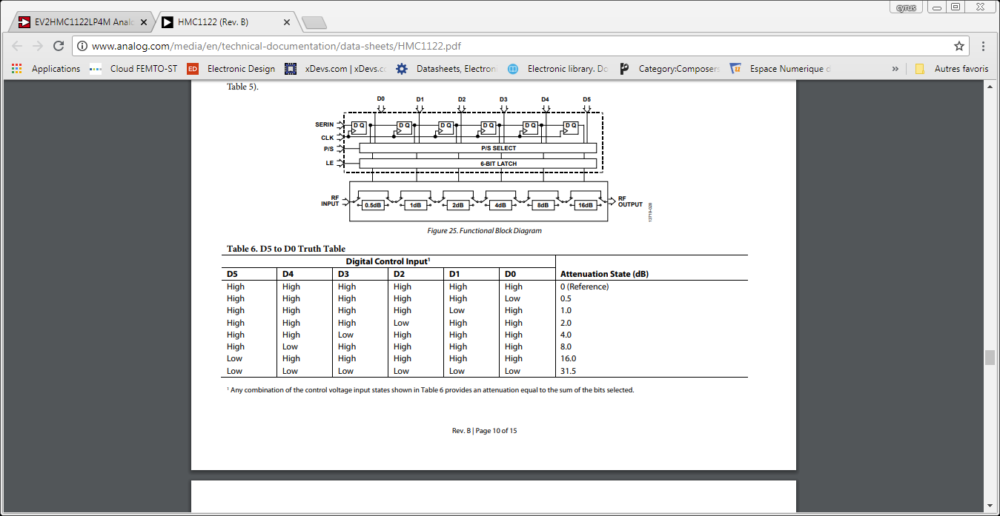 cyrus
EV2HMC1122LP4M Analo
HMC1122 (Rev. B)
www.analog.com/media/en/technical-documentation/data-sheets/HMC1122.pdf
Applications Cloud FEMTO-ST ED Electronic Design xDevs.com | xDevs.co Datasheets, Electron Electronic library. Do Category:Composers Espace Numerique d » Autres favoris
Table 5).
D0 D1 D2 D3 D4 D5
SERIN D Q D Q D Q D Q D Q D Q
CLK
P/S P/S SELECT
LE 6-BIT LATCH
RF INPUT 0.5dB 1dB 2dB 4dB 8dB 16dB RF OUTPUT
13719-028
Figure 25. Functional Block Diagram
Table 6. D5 to D0 Truth Table
Digital Control Input1
D5 D4 D3 D2 D1 D0 Attenuation State (dB)
High High High High High High 0 (Reference)
High High High High High Low 0.5
High High High High Low High 1.0
High High High Low High High 2.0
High High Low High High High 4.0
High Low High High High High 8.0
Low High High High High High 16.0
Low Low Low Low Low Low 31.5
1 Any combination of the control voltage input states shown in Table 6 provides an attenuation equal to the sum of the bits selected.
Rev. B | Page 10 of 15